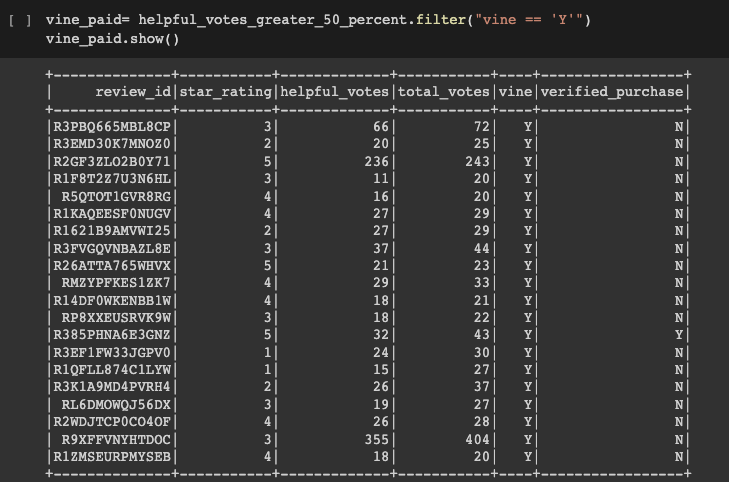 [ ] vine_paid= helpful_votes_greater_50_percent.filter("vine == 'Y'")
vine_paid.show()
+--------------+-----------+-------------+-----------+----+-----------------+
|     review_id|star_rating|helpful_votes|total_votes|vine|verified_purchase|
+--------------+-----------+-------------+-----------+----+-----------------+
|R3PBQ665MBL8CP|          3|           66|         72|   Y|                N|
|R3EMD30K7MNOZ0|          2|           20|         25|   Y|                N|
|R2GF3ZLO2B0Y71|          5|          236|        243|   Y|                N|
|R1F8T2Z7U3N6HL|          3|           11|         20|   Y|                N|
| R5QTOT1GVR8RG|          4|           16|         20|   Y|                N|
|R1KAQEESF0NUGV|          4|           27|         29|   Y|                N|
|R1621B9AMVWI25|          2|           27|         29|   Y|                N|
|R3FVGQVNBAZL8E|          3|           37|         44|   Y|                N|
|R26ATTA765WHVX|          5|           21|         23|   Y|                N|
| RMZYPFKES1ZK7|          4|           29|         33|   Y|                N|
|R14DF0WKENBB1W|          4|           18|         21|   Y|                N|
| RP8XXEUSRVK9W|          3|           18|         22|   Y|                N|
|R385PHNA6E3GNZ|          5|           32|         43|   Y|                Y|
|R3EF1FW33JGPV0|          1|           24|         30|   Y|                N|
|R1QFLL874C1LYW|          1|           15|         27|   Y|                N|
|R3K1A9MD4PVRH4|          2|           26|         37|   Y|                N|
| RL6DMOWQJ56DX|          3|           19|         27|   Y|                N|
|R2WDJTCP0CO4OF|          4|           26|         28|   Y|                N|
| R9XFFVNYHTDOC|          3|          355|        404|   Y|                N|
|R1ZMSEURPMYSEB|          4|           18|         20|   Y|                N|
+--------------+-----------+-------------+-----------+----+-----------------+